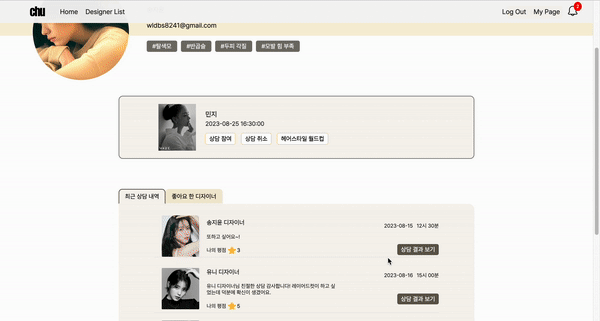 chu Home Designer List Log Out My Page 2
wldbs8241@gmail.com
#탈색모 #반곱슬 #두피 각질 #모발 힘 부족
민지
2023-08-25 16:30:00
상담 참여 상담 취소 헤어스타일 월드컵
최근 상담 내역 좋아요 한 디자이너
송지윤 디자이너 2023-08-15 12시 30분
또하고 싶어요~!
나의 평점 3 상담 결과 보기
유니 디자이너 2023-08-16 15시 00분
유니 디자이너님 친절한 상담 감사합니다! 레이어드컷이 하고 싶
었는데 덕분에 확신이 생겼어요.
나의 평점 5 상담 결과 보기